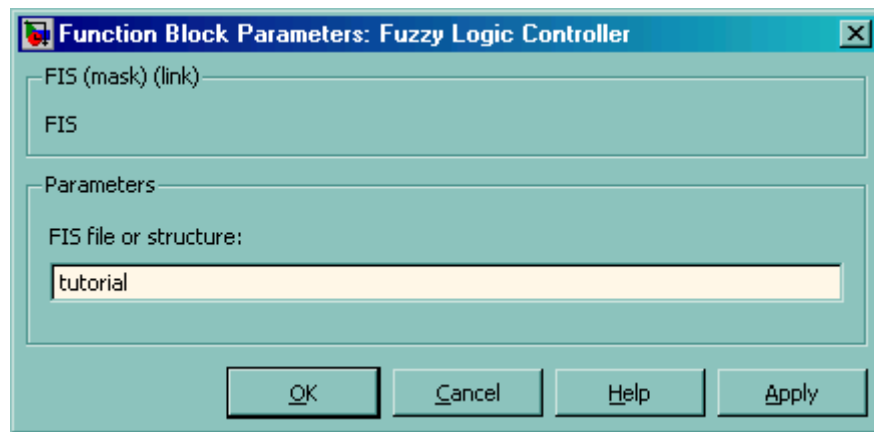 Function Block Parameters: Fuzzy Logic Controller
FIS (mask) (link)
FIS
Parameters
FIS file or structure:
tutorial
OK Cancel Help Apply